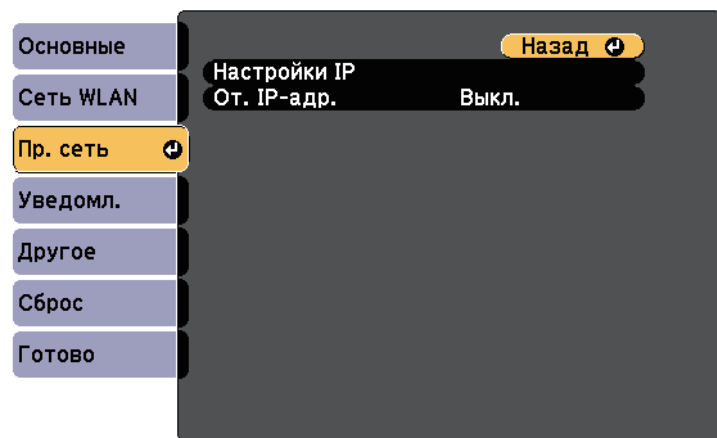 Основные
Сеть WLAN
Пр. сеть
Уведомл.
Другое
Сброс
Готово
Назад
Настройки IP
От. IP-адр. Выкл.